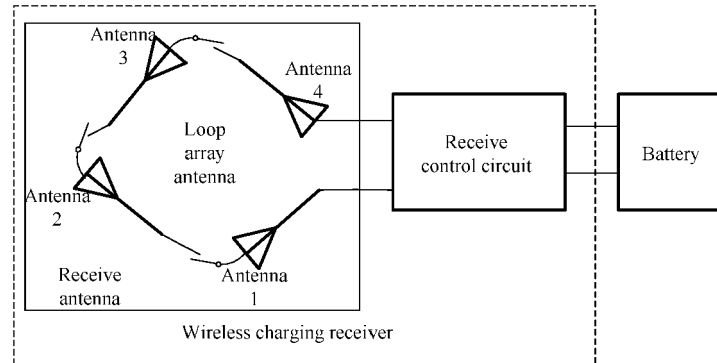 Antenna
3
Antenna
4
Loop
array
antenna
Receive
control circuit
Battery
Antenna
2
Receive
antenna
Antenna
1
Wireless charging receiver